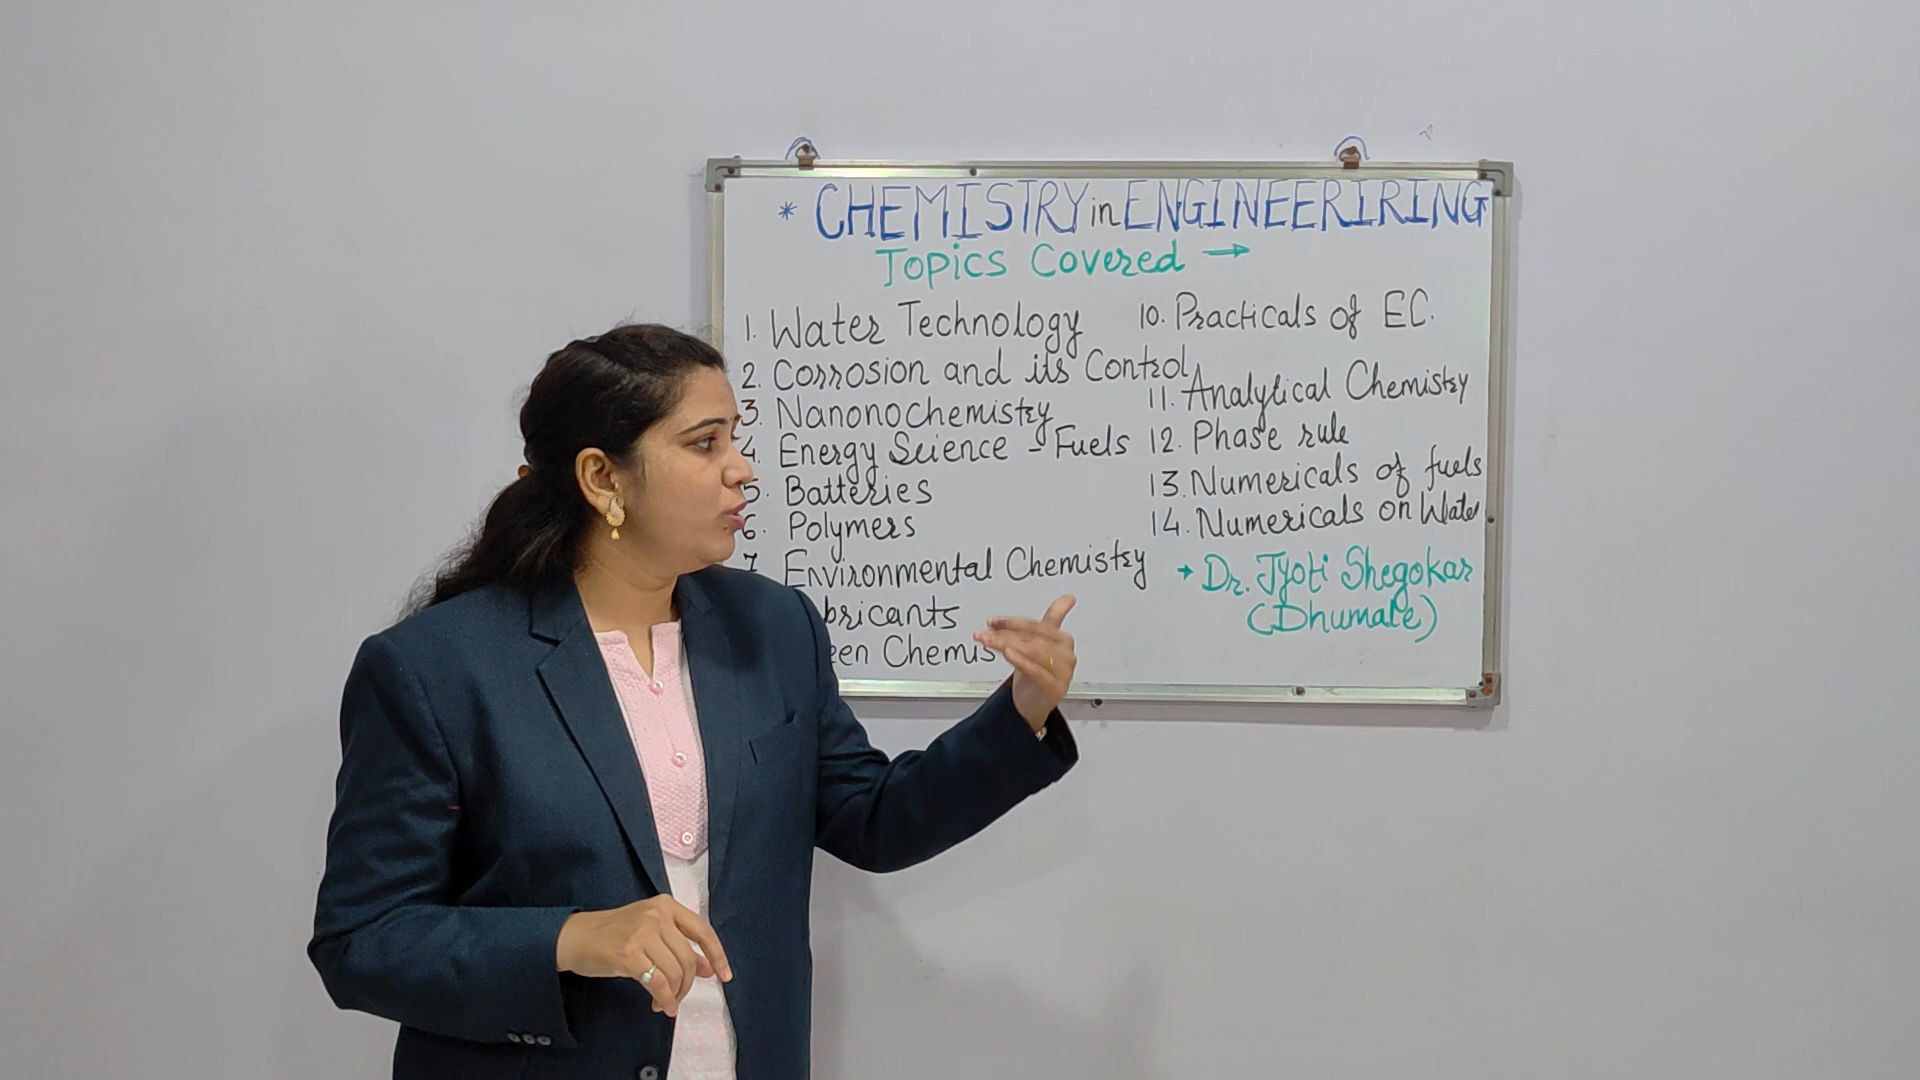 * CHEMISTRY in ENGINEERIRING
Topics Covered →
1. Water Technology
2. Corrosion and its Control
3. Nanonochemistry
4. Energy Science - Fuels
5. Batteries
6. Polymers
7. Environmental Chemistry
bricants
een Chemis
10. Practicals of EC.
11. Analytical Chemistry
12. Phase rule
13. Numericals of fuels
14. Numericals on Water
→ Dr. Jyoti Shegokar
(Dhumale)